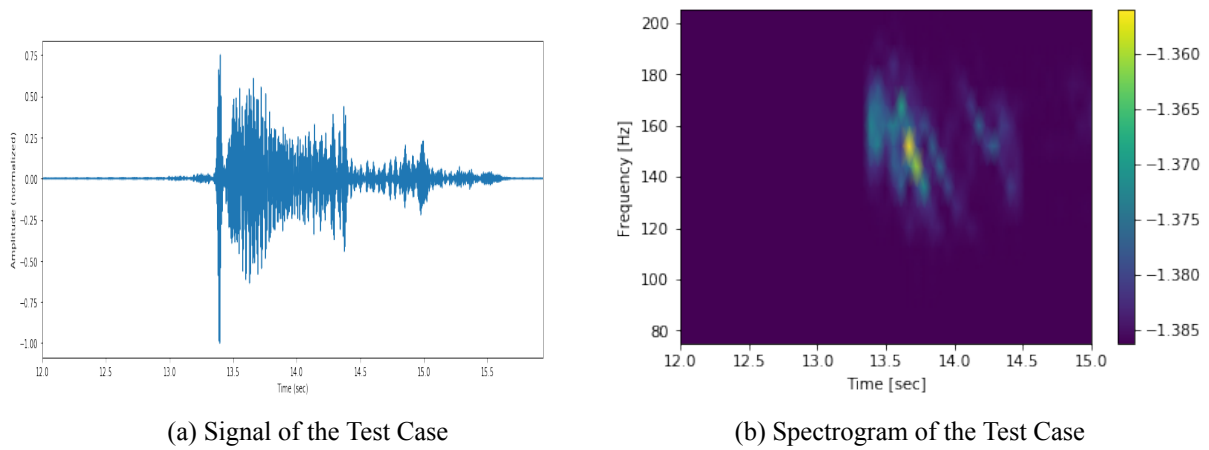 0.75
0.50
0.25
0.00
−0.25
−0.50
−0.75
−1.00
Amplitude (normalized)
12.0 12.5 13.0 13.5 14.0 14.5 15.0 15.5
Time (sec)
(a) Signal of the Test Case
200
180
160
140
120
100
80
Frequency [Hz]
12.0 12.5 13.0 13.5 14.0 14.5 15.0
Time [sec]
−1.360
−1.365
−1.370
−1.375
−1.380
−1.385
(b) Spectrogram of the Test Case